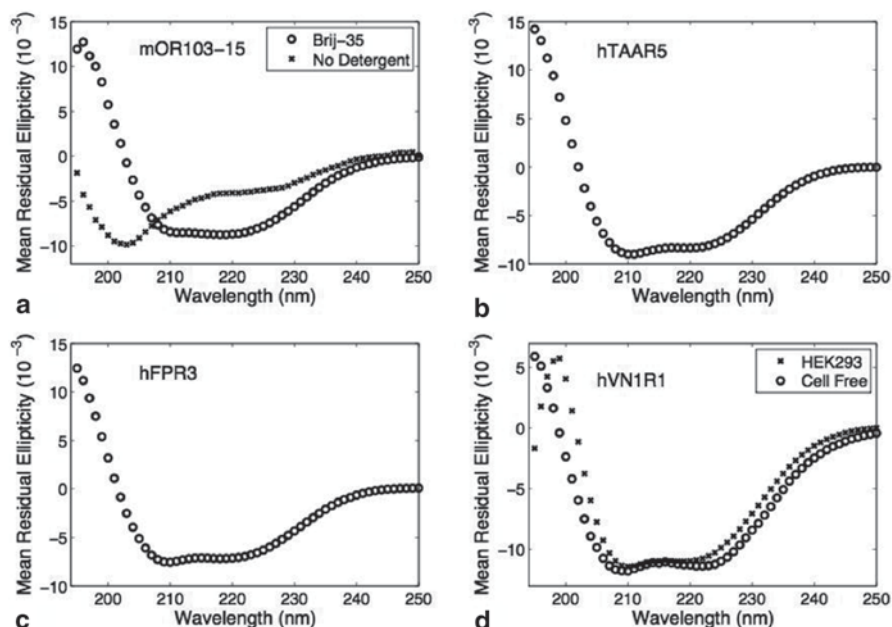 mOR103-15
Brij-35
No Detergent
Mean Residual Ellipticity (10⁻³)
15
10
5
0
−5
−10
200 210 220 230 240 250
Wavelength (nm)
a
hTAAR5
Mean Residual Ellipticity (10⁻³)
15
10
5
0
−5
−10
200 210 220 230 240 250
Wavelength (nm)
b
hFPR3
Mean Residual Ellipticity (10⁻³)
15
10
5
0
−5
−10
200 210 220 230 240 250
Wavelength (nm)
c
hVN1R1
HEK293
Cell Free
Mean Residual Ellipticity (10⁻³)
5
0
−5
−10
200 210 220 230 240 250
Wavelength (nm)
d